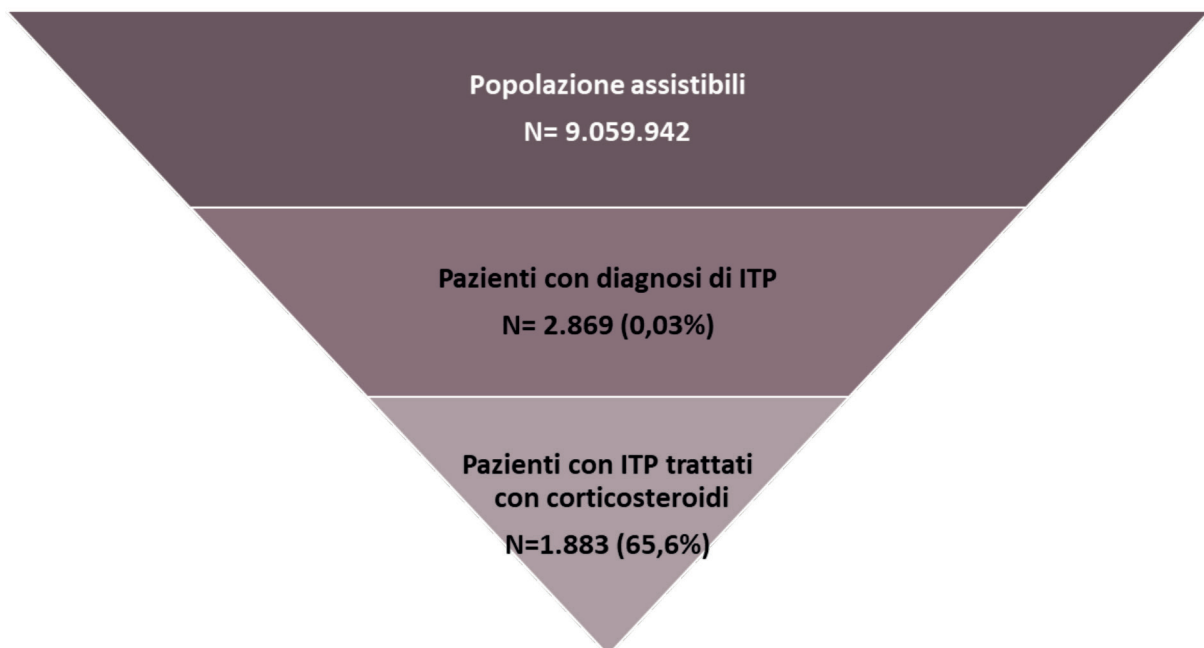 Popolazione assistibili
N= 9.059.942
Pazienti con diagnosi di ITP
N= 2.869 (0,03%)
Pazienti con ITP trattati
con corticosteroidi
N=1.883 (65,6%)